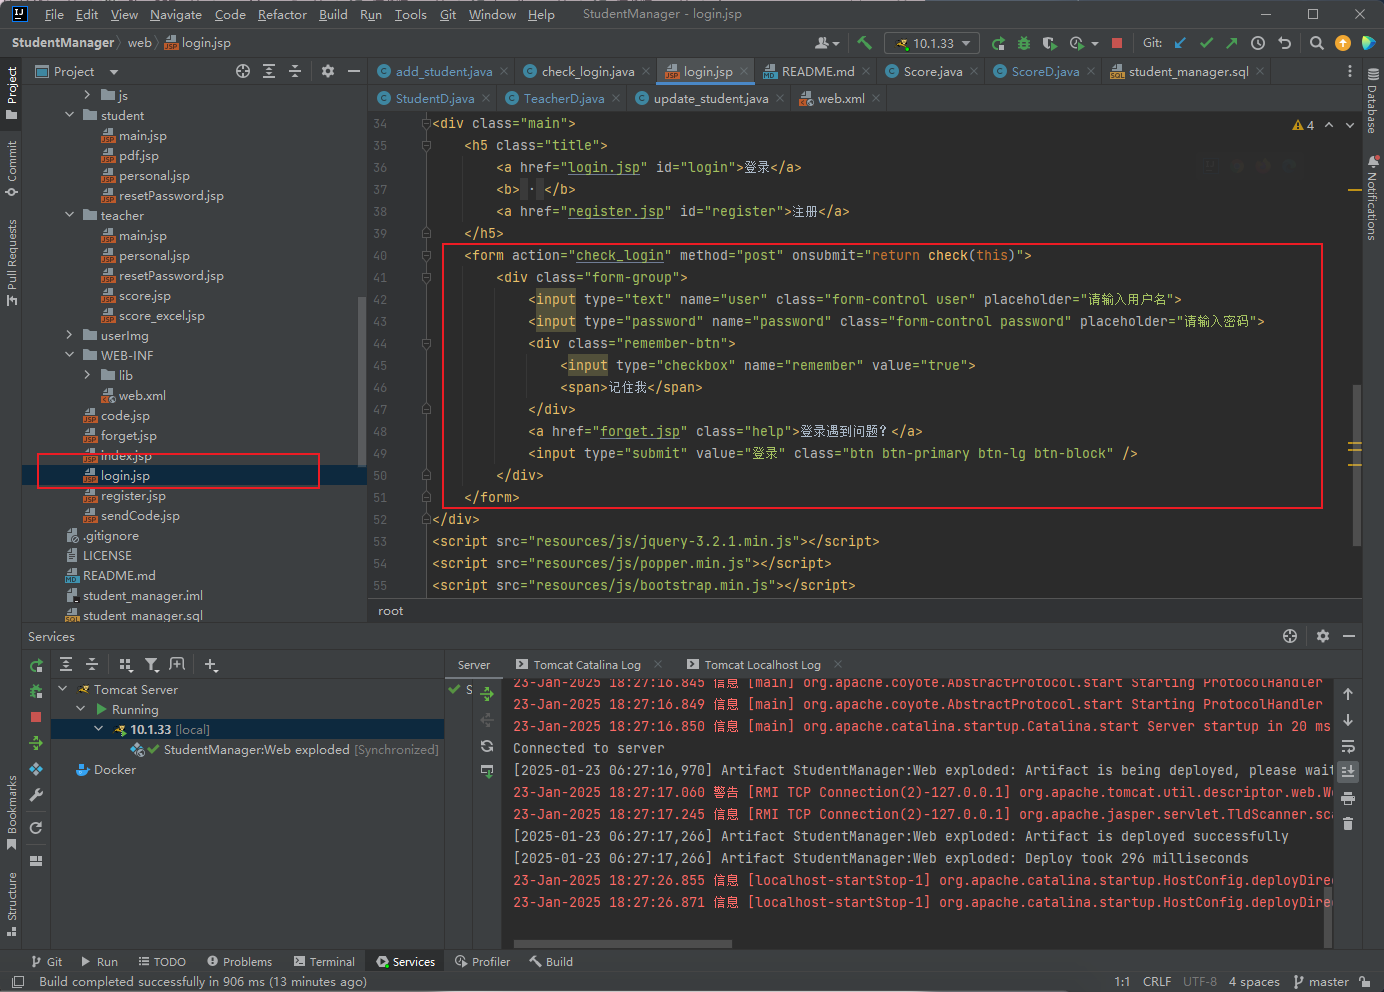 File Edit View Navigate Code Refactor Build Run Tools Git Window Help StudentManager - login.jsp
StudentManager web login.jsp
10.1.33
Git:
Project
add_student.java check_login.java login.jsp README.md Score.java ScoreD.java student_manager.sql
StudentD.java TeacherD.java update_student.java web.xml
js
student
main.jsp
pdf.jsp
personal.jsp
resetPassword.jsp
teacher
main.jsp
personal.jsp
resetPassword.jsp
score.jsp
score_excel.jsp
userImg
WEB-INF
lib
web.xml
code.jsp
forget.jsp
index.jsp
login.jsp
register.jsp
sendCode.jsp
.gitignore
LICENSE
README.md
student_manager.iml
student_manager.sql
4
34 <div class="main">
35 <h5 class="title">
36 <a href="login.jsp" id="login">登录</a>
37 <b> · </b>
38 <a href="register.jsp" id="register">注册</a>
39 </h5>
40 <form action="check_login" method="post" onsubmit="return check(this)">
41 <div class="form-group">
42 <input type="text" name="user" class="form-control user" placeholder="请输入用户名">
43 <input type="password" name="password" class="form-control password" placeholder="请输入密码">
44 <div class="remember-btn">
45 <input type="checkbox" name="remember" value="true">
46 <span>记住我</span>
47 </div>
48 <a href="forget.jsp" class="help">登录遇到问题？</a>
49 <input type="submit" value="登录" class="btn btn-primary btn-lg btn-block" />
50 </div>
51 </form>
52 </div>
53 <script src="resources/js/jquery-3.2.1.min.js"></script>
54 <script src="resources/js/popper.min.js"></script>
55 <script src="resources/js/bootstrap.min.js"></script>
root
Project
Commit
Pull Requests
Bookmarks
Structure
Database
Notifications
Services
Tomcat Server
Running
10.1.33 [local]
StudentManager:Web exploded [Synchronized]
Docker
Server Tomcat Catalina Log Tomcat Localhost Log
S
23-Jan-2025 18:27:16.845 信息 [main] org.apache.coyote.AbstractProtocol.start Starting ProtocolHandler
23-Jan-2025 18:27:16.849 信息 [main] org.apache.coyote.AbstractProtocol.start Starting ProtocolHandler
23-Jan-2025 18:27:16.850 信息 [main] org.apache.catalina.startup.Catalina.start Server startup in 20 ms
Connected to server
[2025-01-23 06:27:16,970] Artifact StudentManager:Web exploded: Artifact is being deployed, please wait
23-Jan-2025 18:27:17.060 警告 [RMI TCP Connection(2)-127.0.0.1] org.apache.tomcat.util.descriptor.web.W
23-Jan-2025 18:27:17.245 信息 [RMI TCP Connection(2)-127.0.0.1] org.apache.jasper.servlet.TldScanner.sca
[2025-01-23 06:27:17,266] Artifact StudentManager:Web exploded: Artifact is deployed successfully
[2025-01-23 06:27:17,266] Artifact StudentManager:Web exploded: Deploy took 296 milliseconds
23-Jan-2025 18:27:26.855 信息 [localhost-startStop-1] org.apache.catalina.startup.HostConfig.deployDire
23-Jan-2025 18:27:26.871 信息 [localhost-startStop-1] org.apache.catalina.startup.HostConfig.deployDire
Git Run TODO Problems Terminal Services Profiler Build
Build completed successfully in 906 ms (13 minutes ago) 1:1 CRLF UTF-8 4 spaces master